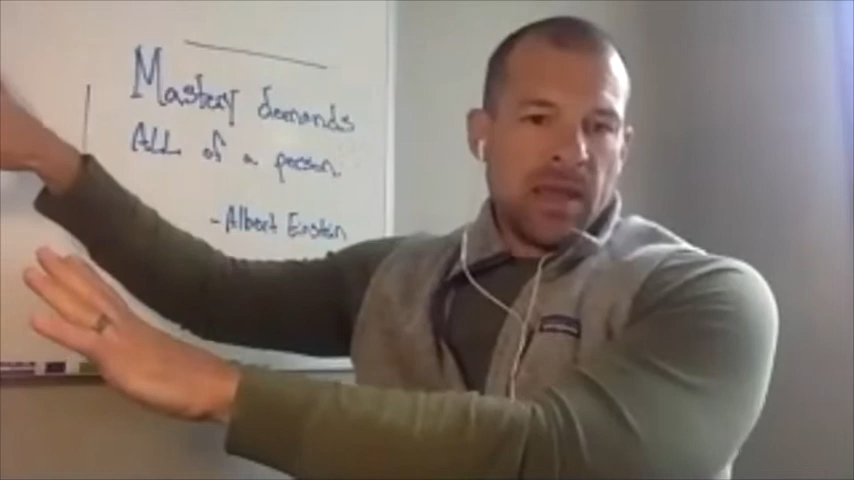 Mastery demands
ALL of a person.
- Albert Einstein